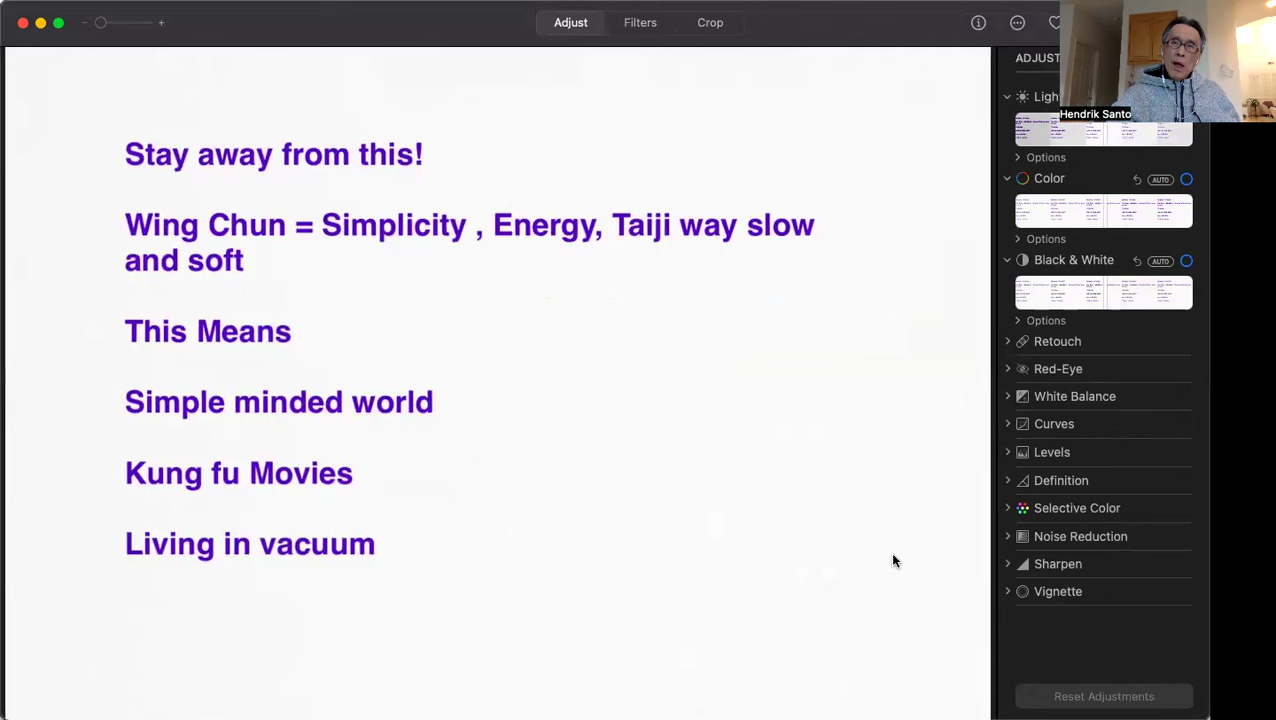 Adjust
Filters
Crop
ADJUST
Hendrik Santo
Stay away from this!
Wing Chun = Simplicity , Energy, Taiji way slow
and soft
This Means
Simple minded world
Kung fu Movies
Living in vacuum
Ligh
Options
Color
AUTO
Options
Black & White
AUTO
Options
Retouch
Red-Eye
White Balance
Curves
Levels
Definition
Selective Color
Noise Reduction
Sharpen
Vignette
Reset Adjustments